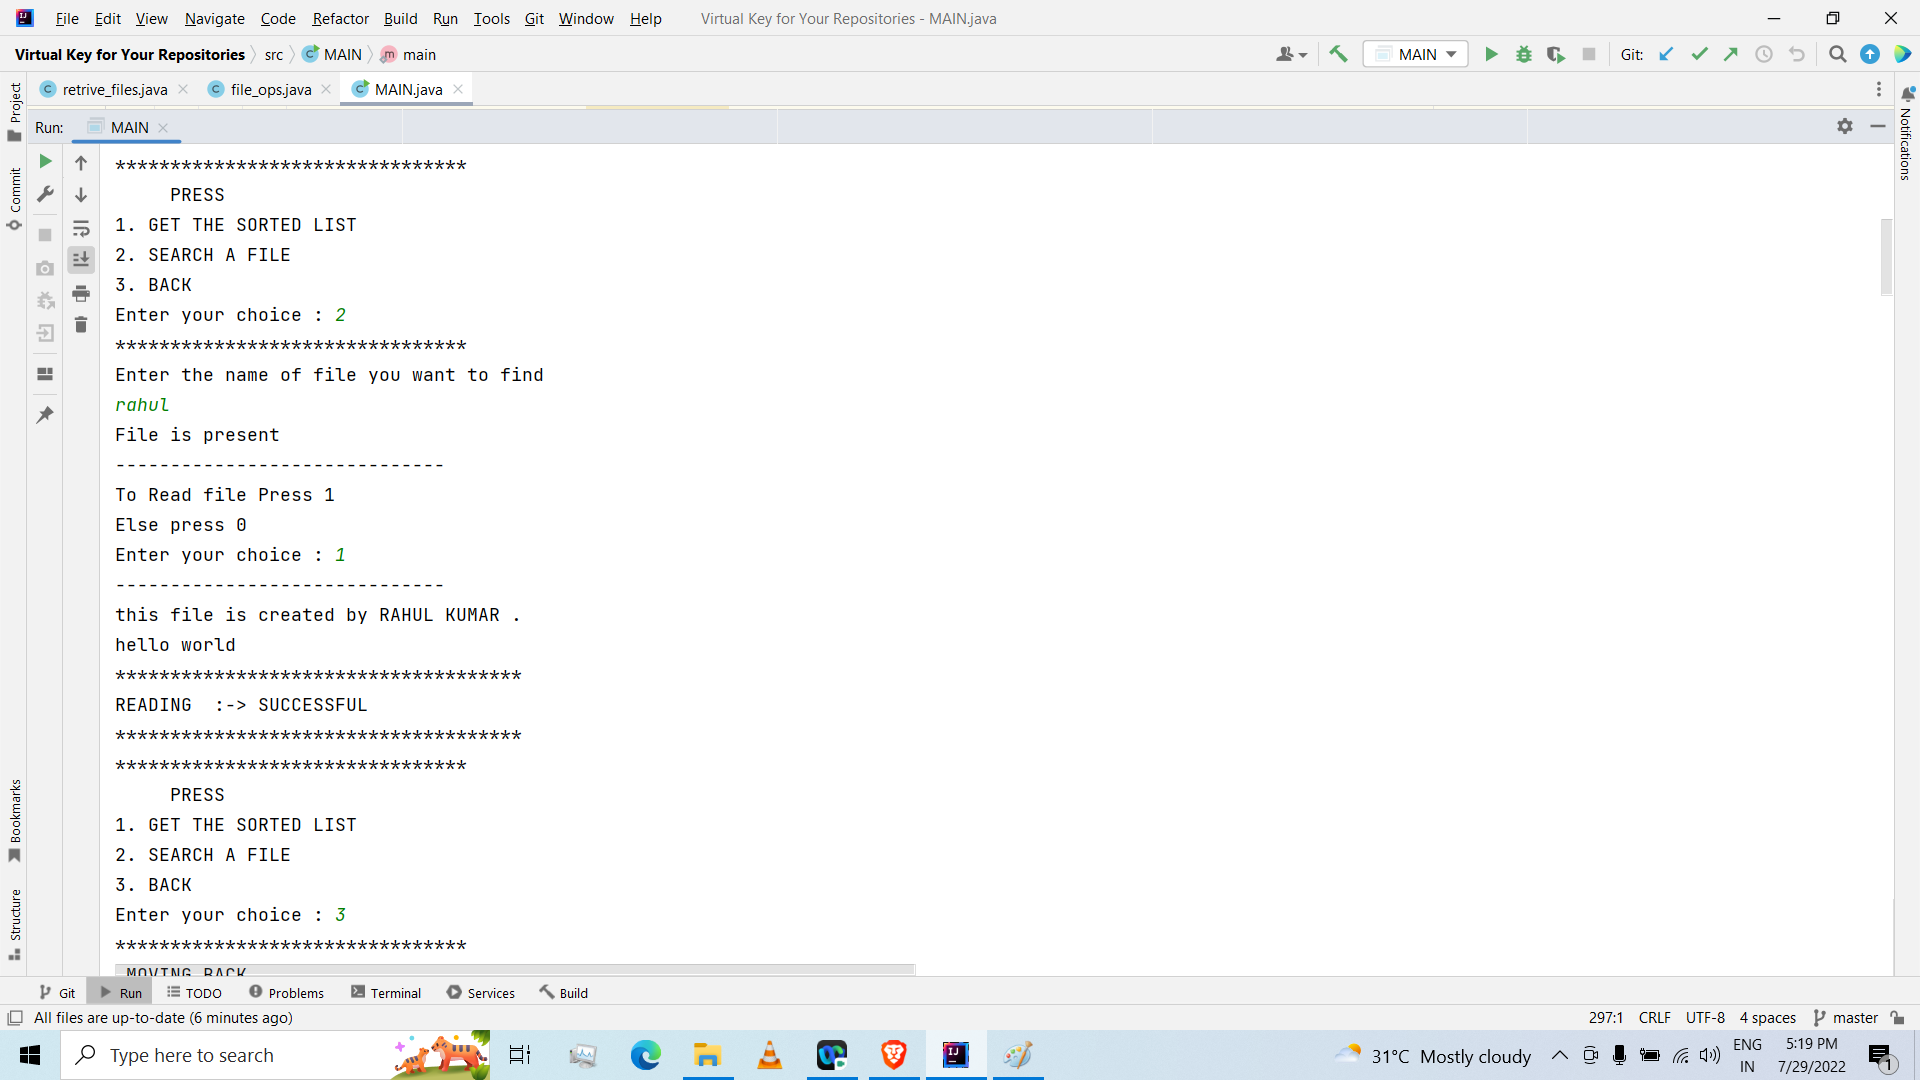 File Edit View Navigate Code Refactor Build Run Tools Git Window Help Virtual Key for Your Repositories - MAIN.java
Virtual Key for Your Repositories src MAIN main MAIN Git:
retrive_files.java file_ops.java MAIN.java
Run: MAIN
Project
Commit
Bookmarks
Structure
Notifications
********************************
PRESS
1. GET THE SORTED LIST
2. SEARCH A FILE
3. BACK
Enter your choice : 2
********************************
Enter the name of file you want to find
rahul
File is present
------------------------------
To Read file Press 1
Else press 0
Enter your choice : 1
------------------------------
this file is created by RAHUL KUMAR .
hello world
*************************************
READING  :-> SUCCESSFUL
*************************************
********************************
PRESS
1. GET THE SORTED LIST
2. SEARCH A FILE
3. BACK
Enter your choice : 3
********************************
MOVING BACK
Git Run TODO Problems Terminal Services Build
All files are up-to-date (6 minutes ago) 297:1 CRLF UTF-8 4 spaces master
Type here to search 31°C Mostly cloudy ENG IN 5:19 PM 7/29/2022 1